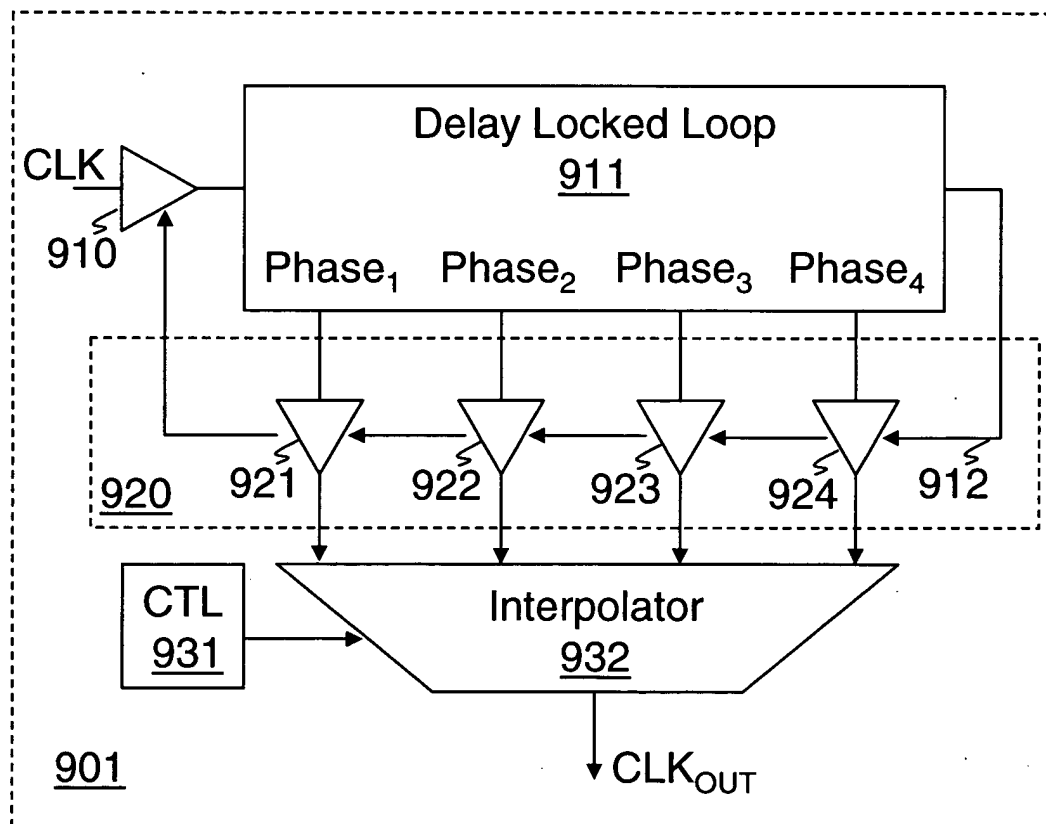 Delay Locked Loop
911
CLK
910
Phase1 Phase2 Phase3 Phase4
921 922 923 924 912
920
CTL
931
Interpolator
932
901
CLKOUT